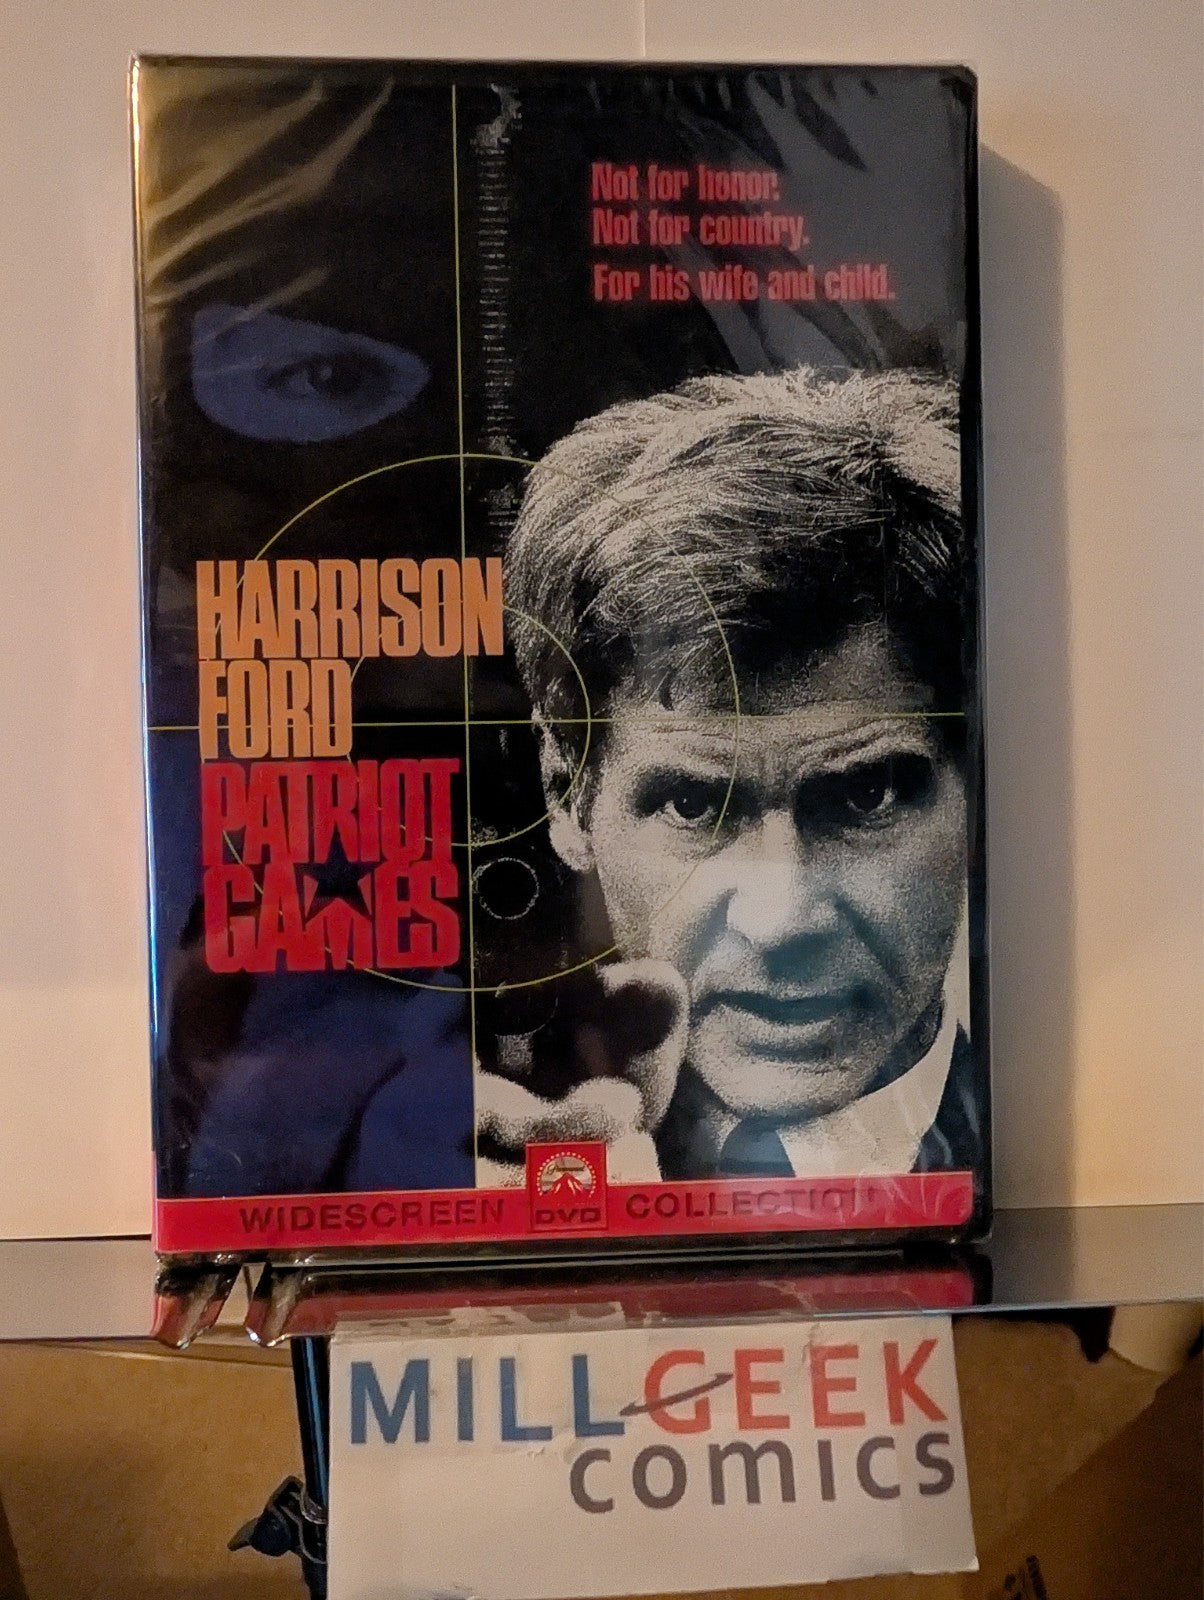 Not for honor.
Not for country.
For his wife and child.
HARRISON
FORD
PATRIOT
GAMES
WIDESCREEN DVD COLLECTION
MILLGEEK
comics